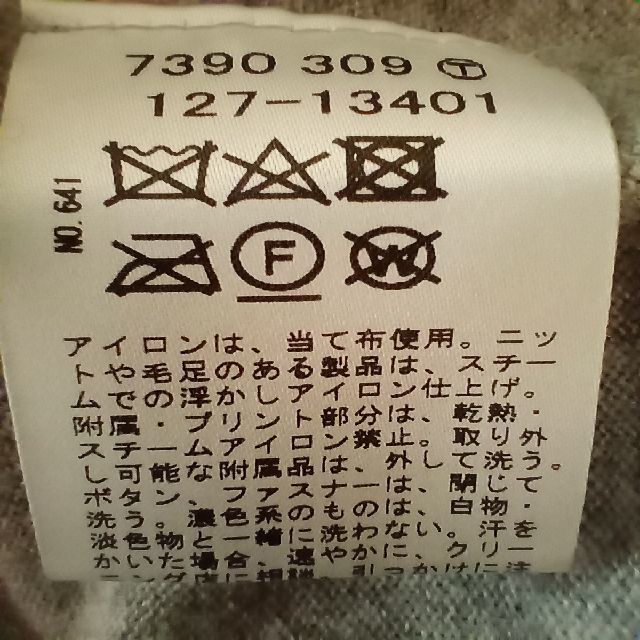 7390 309 Ⓣ
127-13401
NO.641
F
W
アイロンは、当て布使用。ニッ
トや毛足のある製品は、スチー
ムでの浮かしアイロン仕上げ。
附属・プリント部分は、乾熱・
スチームアイロン禁止。取り外
し可能な附属品は、外して洗う。
ボタン、ファスナーは、閉じて
洗う。濃色系のものは、白物・
淡色物と一緒に洗わない。汗を
かいた場合、速やかに、クリー